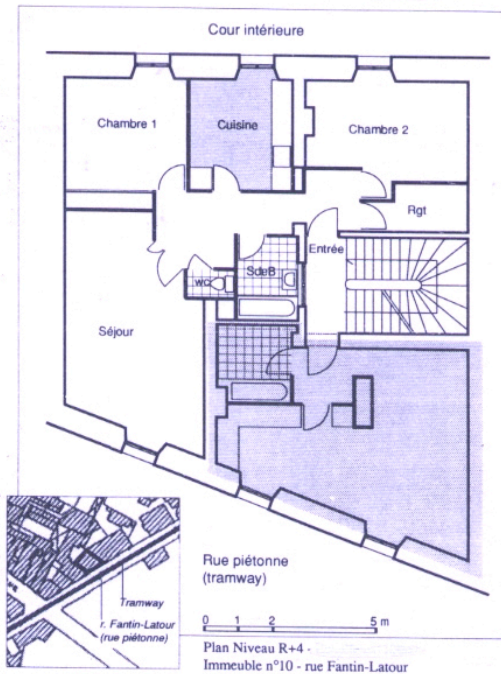 Cour intérieure
Chambre 1
Cuisine
Chambre 2
Rgt
Entrée
SdeB
wc
Séjour
Rue piétonne
(tramway)
Tramway
r. Fantin-Latour
(rue piétonne)
0 1 2 5 m
Plan Niveau R+4 -
Immeuble n°10 - rue Fantin-Latour